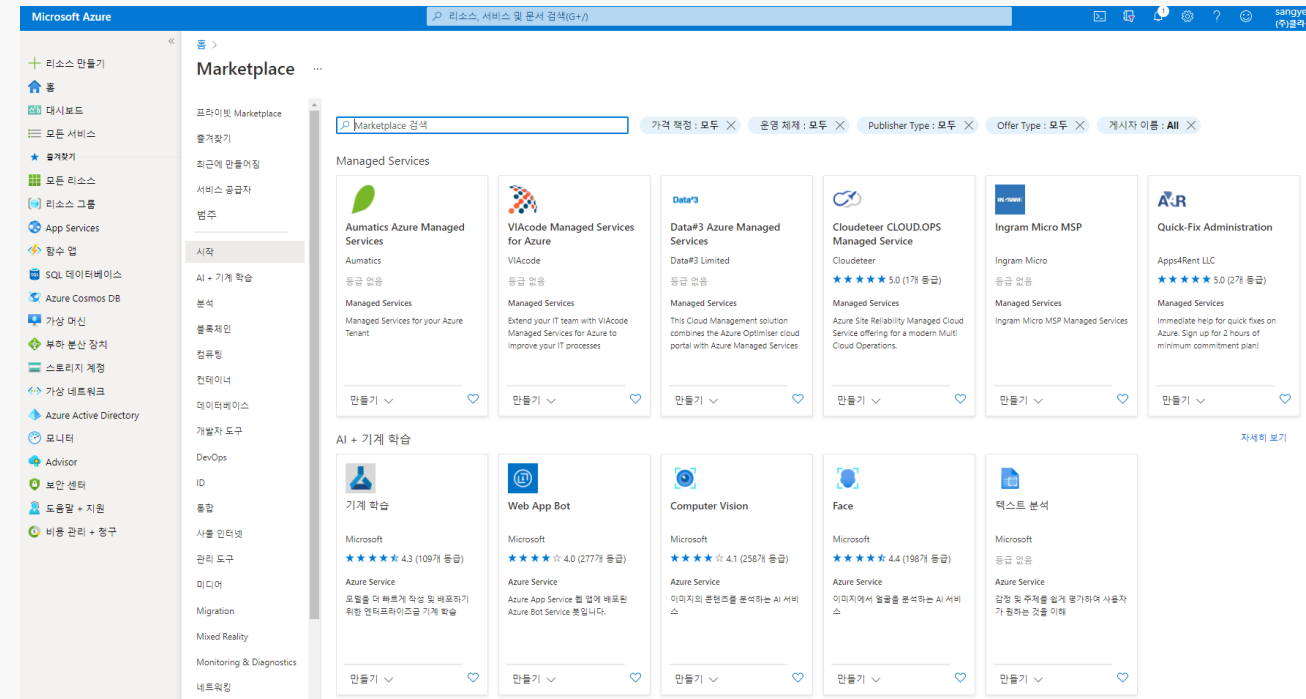 Microsoft Azure
리소스, 서비스 및 문서 검색(G+/)
1
sangye
(주)클라
«
리소스 만들기
홈
대시보드
모든 서비스
즐겨찾기
모든 리소스
리소스 그룹
App Services
함수 앱
SQL 데이터베이스
Azure Cosmos DB
가상 머신
부하 분산 장치
스토리지 계정
가상 네트워크
Azure Active Directory
모니터
Advisor
보안 센터
도움말 + 지원
비용 관리 + 청구
홈 >
Marketplace ...
프라이빗 Marketplace
즐겨찾기
최근에 만들어짐
서비스 공급자
범주
시작
AI + 기계 학습
분석
블록체인
컴퓨팅
컨테이너
데이터베이스
개발자 도구
DevOps
ID
통합
사물 인터넷
관리 도구
미디어
Migration
Mixed Reality
Monitoring & Diagnostics
네트워킹
Marketplace 검색
가격 책정 : 모두
운영 체제 : 모두
Publisher Type : 모두
Offer Type : 모두
게시자 이름 : All
Managed Services
Aumatics Azure Managed
Services
Aumatics
등급 없음
Managed Services
Managed Services for your Azure
Tenant
만들기
VIAcode Managed Services
for Azure
VIAcode
등급 없음
Managed Services
Extend your IT team with VIAcode
Managed Services for Azure to
improve your IT processes
만들기
Data#3
Data#3 Azure Managed
Services
Data#3 Limited
등급 없음
Managed Services
This Cloud Management solution
combines the Azure Optimiser cloud
portal with Azure Managed Services
만들기
Cloudeteer CLOUD.OPS
Managed Service
Cloudeteer
5.0 (1개 등급)
Managed Services
Azure Site Reliability Managed Cloud
Service offering for a modern Multi
Cloud Operations.
만들기
Ingram Micro MSP
Ingram Micro
등급 없음
Managed Services
Ingram Micro MSP Managed Services
만들기
Quick-Fix Administration
Apps4Rent LLC
5.0 (2개 등급)
Managed Services
Immediate help for quick fixes on
Azure. Sign up for 2 hours of
minimum commitment plan!
만들기
AI + 기계 학습
자세히 보기
기계 학습
Microsoft
4.3 (109개 등급)
Azure Service
모델을 더 빠르게 작성 및 배포하기
위한 엔터프라이즈급 기계 학습
만들기
Web App Bot
Microsoft
4.0 (277개 등급)
Azure Service
Azure App Service 웹 앱에 배포된
Azure Bot Service 봇입니다.
만들기
Computer Vision
Microsoft
4.1 (258개 등급)
Azure Service
이미지의 콘텐츠를 분석하는 AI 서비
스
만들기
Face
Microsoft
4.4 (198개 등급)
Azure Service
이미지에서 얼굴을 분석하는 AI 서비
스
만들기
텍스트 분석
Microsoft
등급 없음
Azure Service
감정 및 주제를 쉽게 평가하여 사용자
가 원하는 것을 이해
만들기